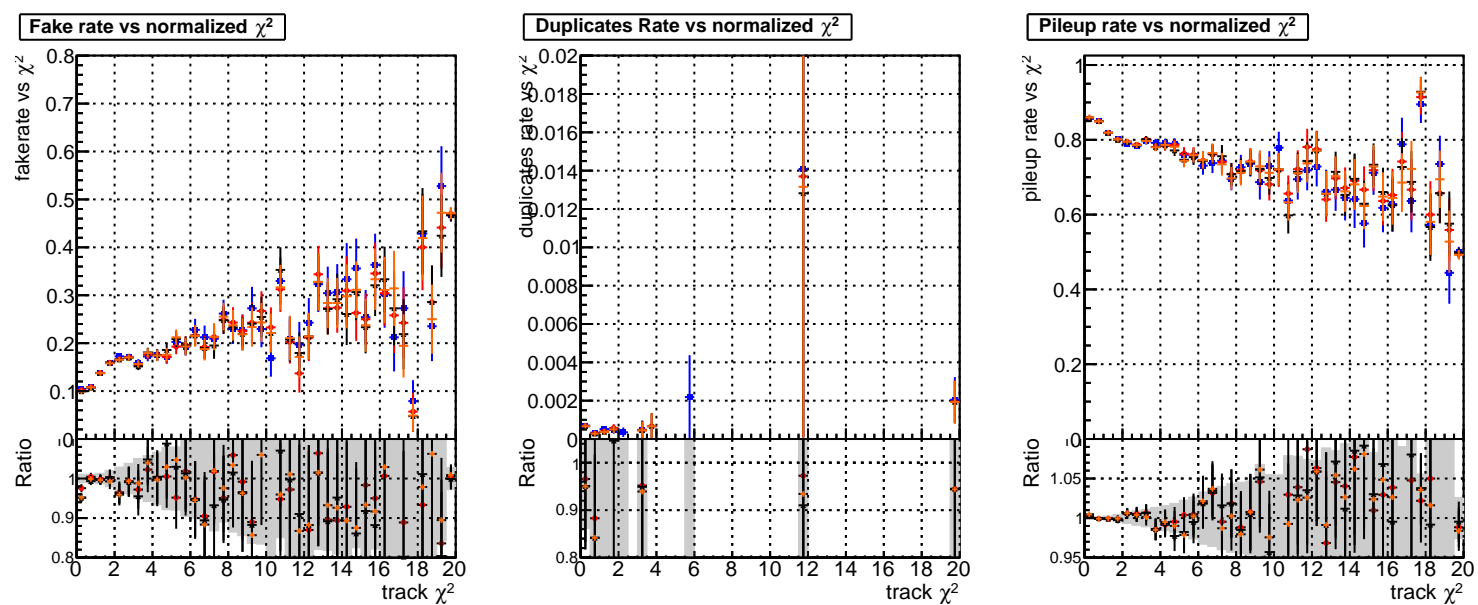 Fake rate vs normalized χ²
fakerate vs χ²
0.8
0.7
0.6
0.5
0.4
0.3
0.2
0.1
0
Ratio
1
0.9
0.8
0 2 4 6 8 10 12 14 16 18 20
track χ²
Duplicates Rate vs normalized χ²
duplicates rate vs χ²
0.02
0.018
0.016
0.014
0.012
0.01
0.008
0.006
0.004
0.002
0
Ratio
1
0.9
0.8
0 2 4 6 8 10 12 14 16 18 20
track χ²
Pileup rate vs normalized χ²
pileup rate vs χ²
1
0.8
0.6
0.4
0.2
0
Ratio
1.05
1
0.95
0 2 4 6 8 10 12 14 16 18 20
track χ²